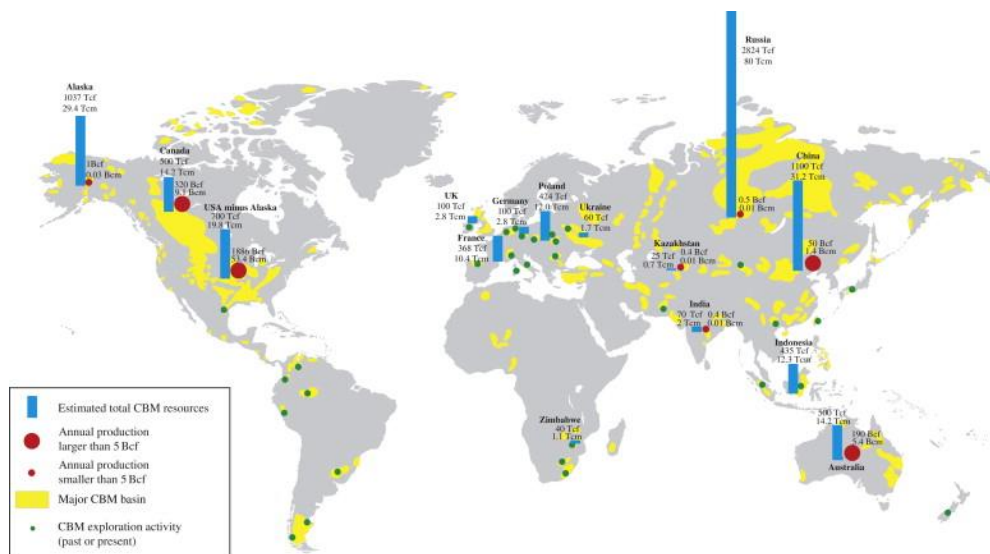 Russia
2824 Tcf
80 Tcm
Alaska
1037 Tcf
29.4 Tcm
1Bcf
0.03 Bcm
Canada
500 Tcf
14.2 Tcm
320 Bcf
9.1 Bcm
USA minus Alaska
700 Tcf
19.8 Tcm
1886 Bcf
53.4 Bcm
UK
100 Tcf
2.8 Tcm
Germany
100 Tcf
2.8 Tcm
Poland
424 Tcf
12.0 Tcm
Ukraine
60 Tcf
1.7 Tcm
France
368 Tcf
10.4 Tcm
Kazakhstan
25 Tcf
0.7 Tcm
0.4 Bcf
0.01 Bcm
0.5 Bcf
0.01 Bcm
China
1100 Tcf
31.2 Tcm
50 Bcf
1.4 Bcm
India
70 Tcf
2 Tcm
0.4 Bcf
0.01 Bcm
Indonesia
435 Tcf
12.3 Tcm
Zimbabwe
40 Tcf
1.1 Tcm
500 Tcf
14.2 Tcm
190 Bcf
5.4 Bcm
Australia
Estimated total CBM resources
Annual production
larger than 5 Bcf
Annual production
smaller than 5 Bcf
Major CBM basin
CBM exploration activity
(past or present)